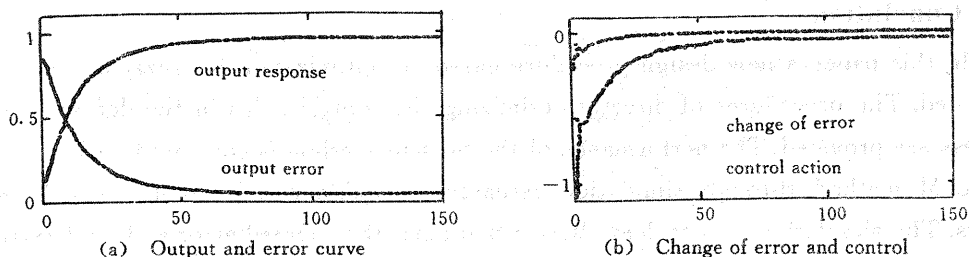 1
0.5
0
output response
output error
0 50 100 150
(a) Output and error curve
0
−1
change of error
control action
0 50 100 150
(b) Change of error and control